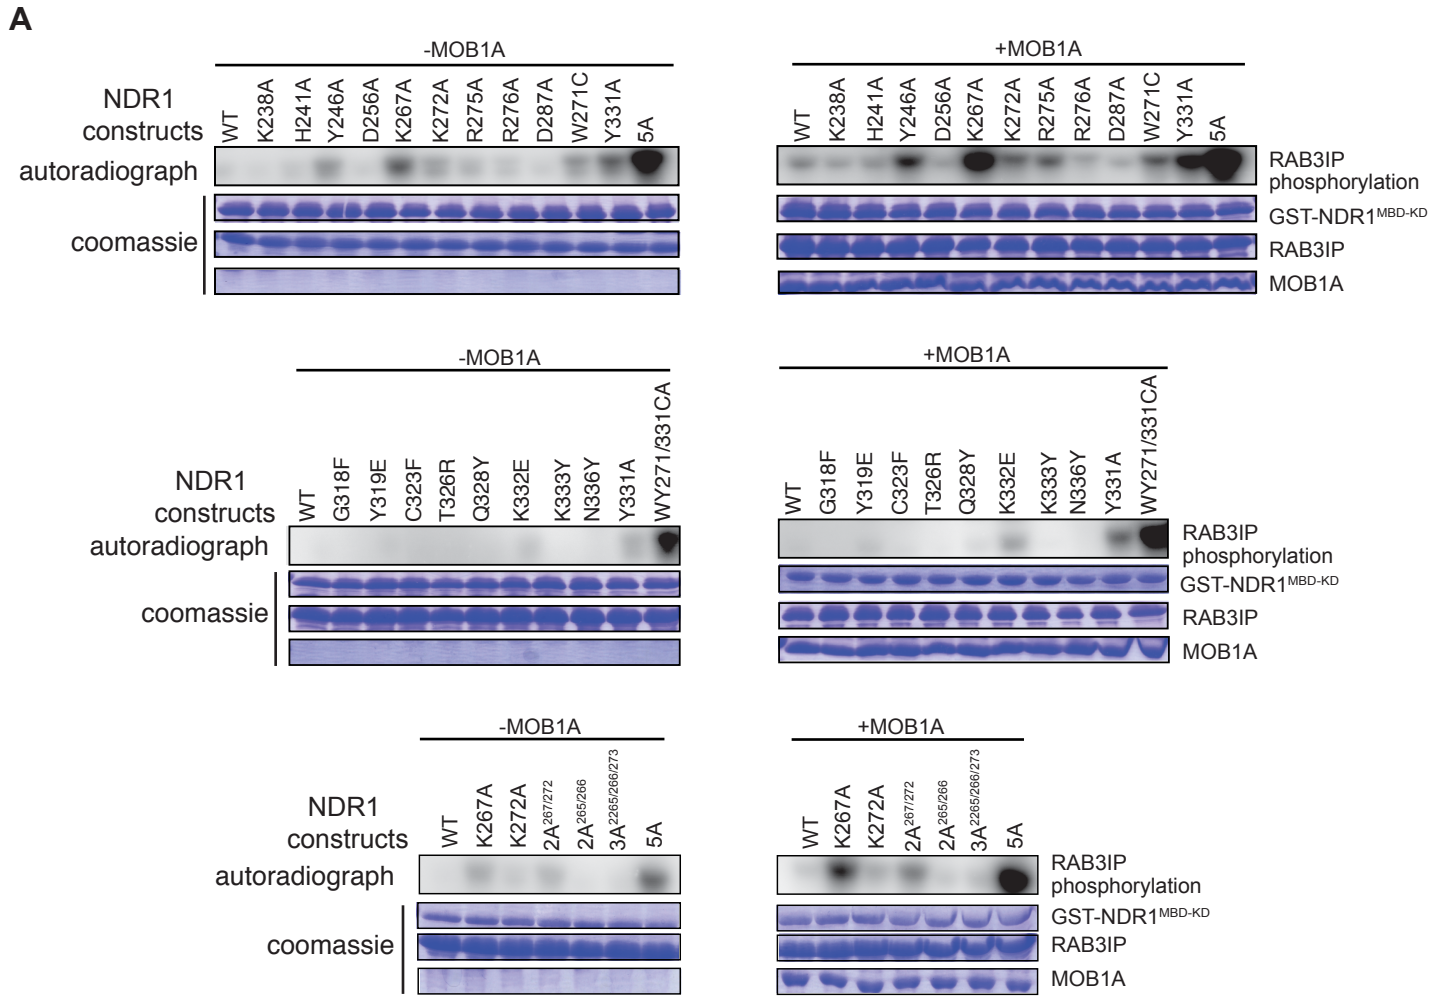 A
-MOB1A
NDR1 constructs
WT K238A H241A Y246A D256A K267A K272A R275A R276A D287A W271C Y331A 5A
autoradiograph
coomassie
+MOB1A
WT K238A H241A Y246A D256A K267A K272A R275A R276A D287A W271C Y331A 5A
RAB3IP phosphorylation
GST-NDR1MBD-KD
RAB3IP
MOB1A
-MOB1A
NDR1 constructs
WT G318F Y319E C323F T326R Q328Y K332E K333Y N336Y Y331A WY271/331CA
autoradiograph
coomassie
+MOB1A
WT G318F Y319E C323F T326R Q328Y K332E K333Y N336Y Y331A WY271/331CA
RAB3IP phosphorylation
GST-NDR1MBD-KD
RAB3IP
MOB1A
-MOB1A
NDR1 constructs
WT K267A K272A 2A267/272 2A265/266 3A2265/266/273 5A
autoradiograph
coomassie
+MOB1A
WT K267A K272A 2A267/272 2A265/266 3A2265/266/273 5A
RAB3IP phosphorylation
GST-NDR1MBD-KD
RAB3IP
MOB1A